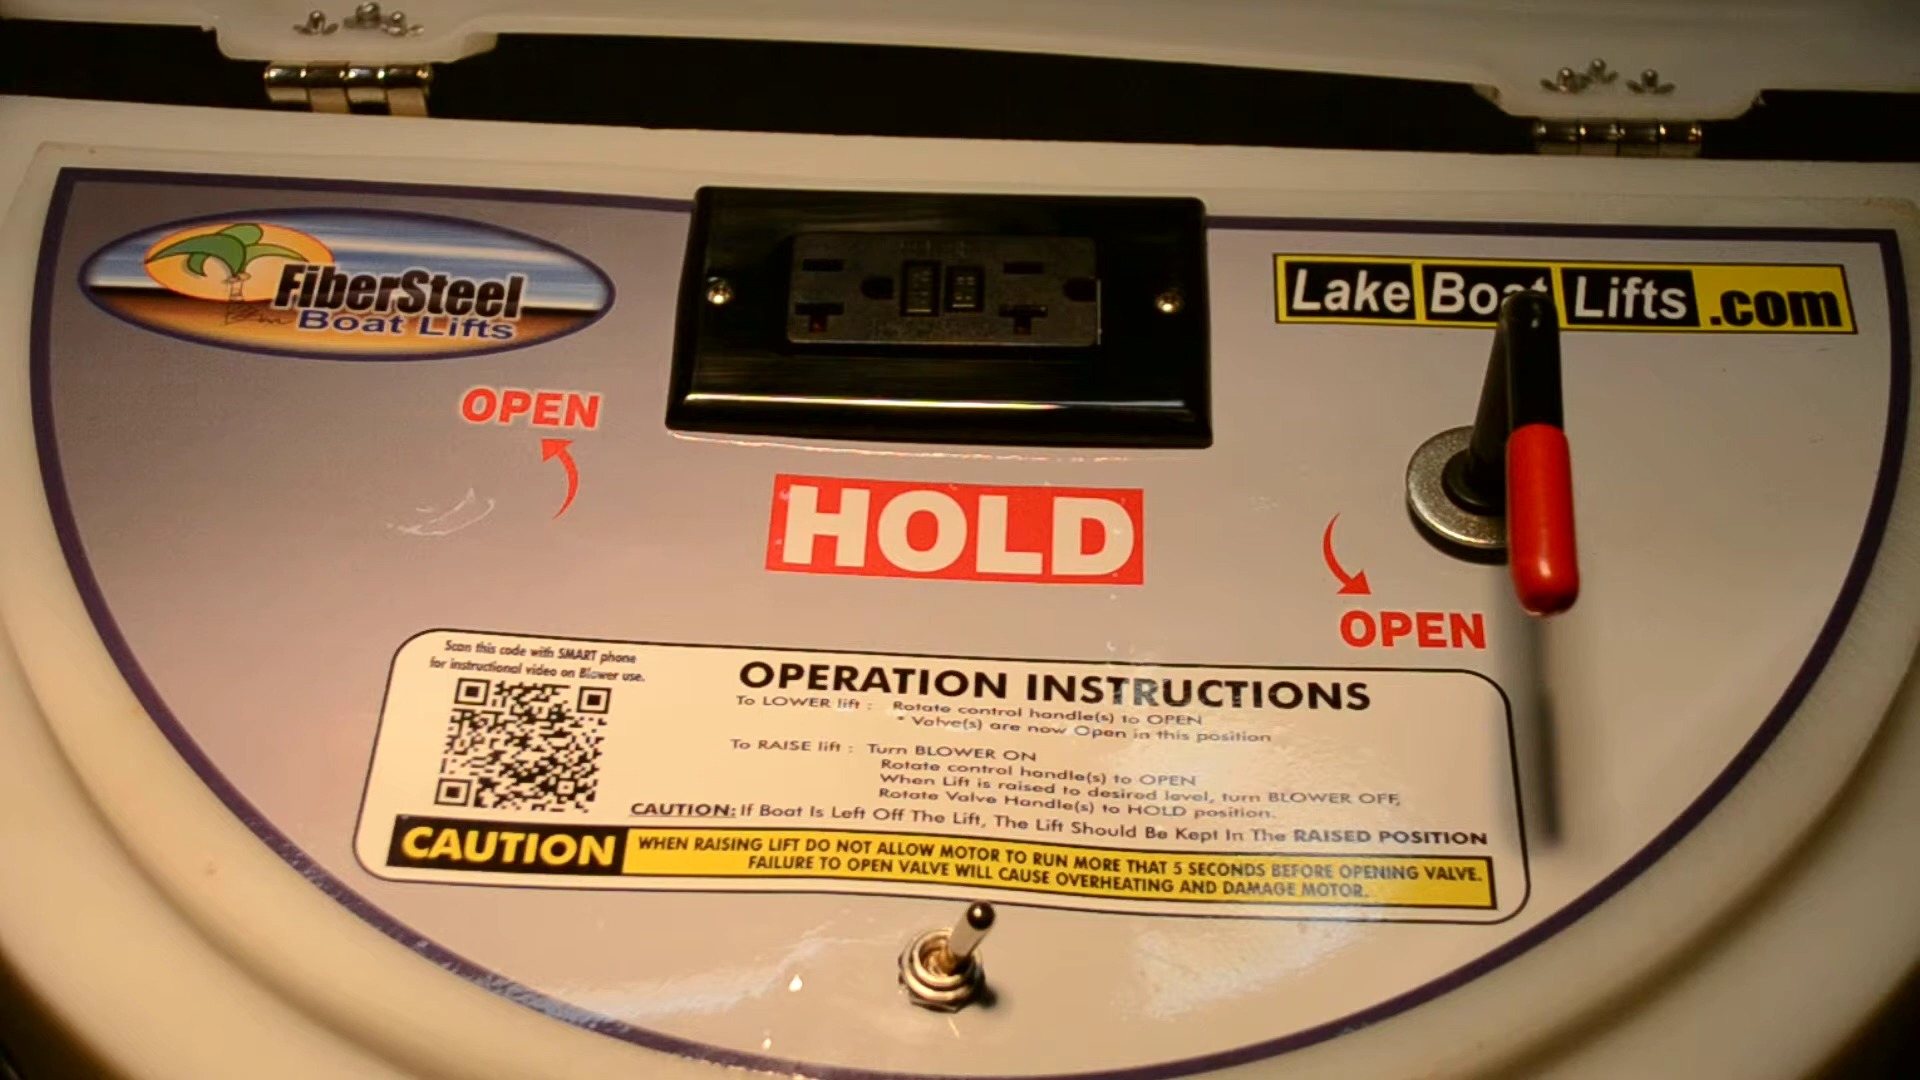 FiberSteel
Boat Lifts
Lake Boat Lifts .com
OPEN
HOLD
OPEN
Scan this code with SMART phone
for instructional video on Blower use.
OPERATION INSTRUCTIONS
To LOWER lift : Rotate control handle(s) to OPEN
* Valve(s) are now Open in this position
To RAISE lift : Turn BLOWER ON
Rotate control handle(s) to OPEN
When Lift is raised to desired level, turn BLOWER OFF,
Rotate Valve Handle(s) to HOLD position.
CAUTION: If Boat Is Left Off The Lift, The Lift Should Be Kept In The RAISED POSITION
CAUTION
WHEN RAISING LIFT DO NOT ALLOW MOTOR TO RUN MORE THAT 5 SECONDS BEFORE OPENING VALVE.
FAILURE TO OPEN VALVE WILL CAUSE OVERHEATING AND DAMAGE MOTOR.